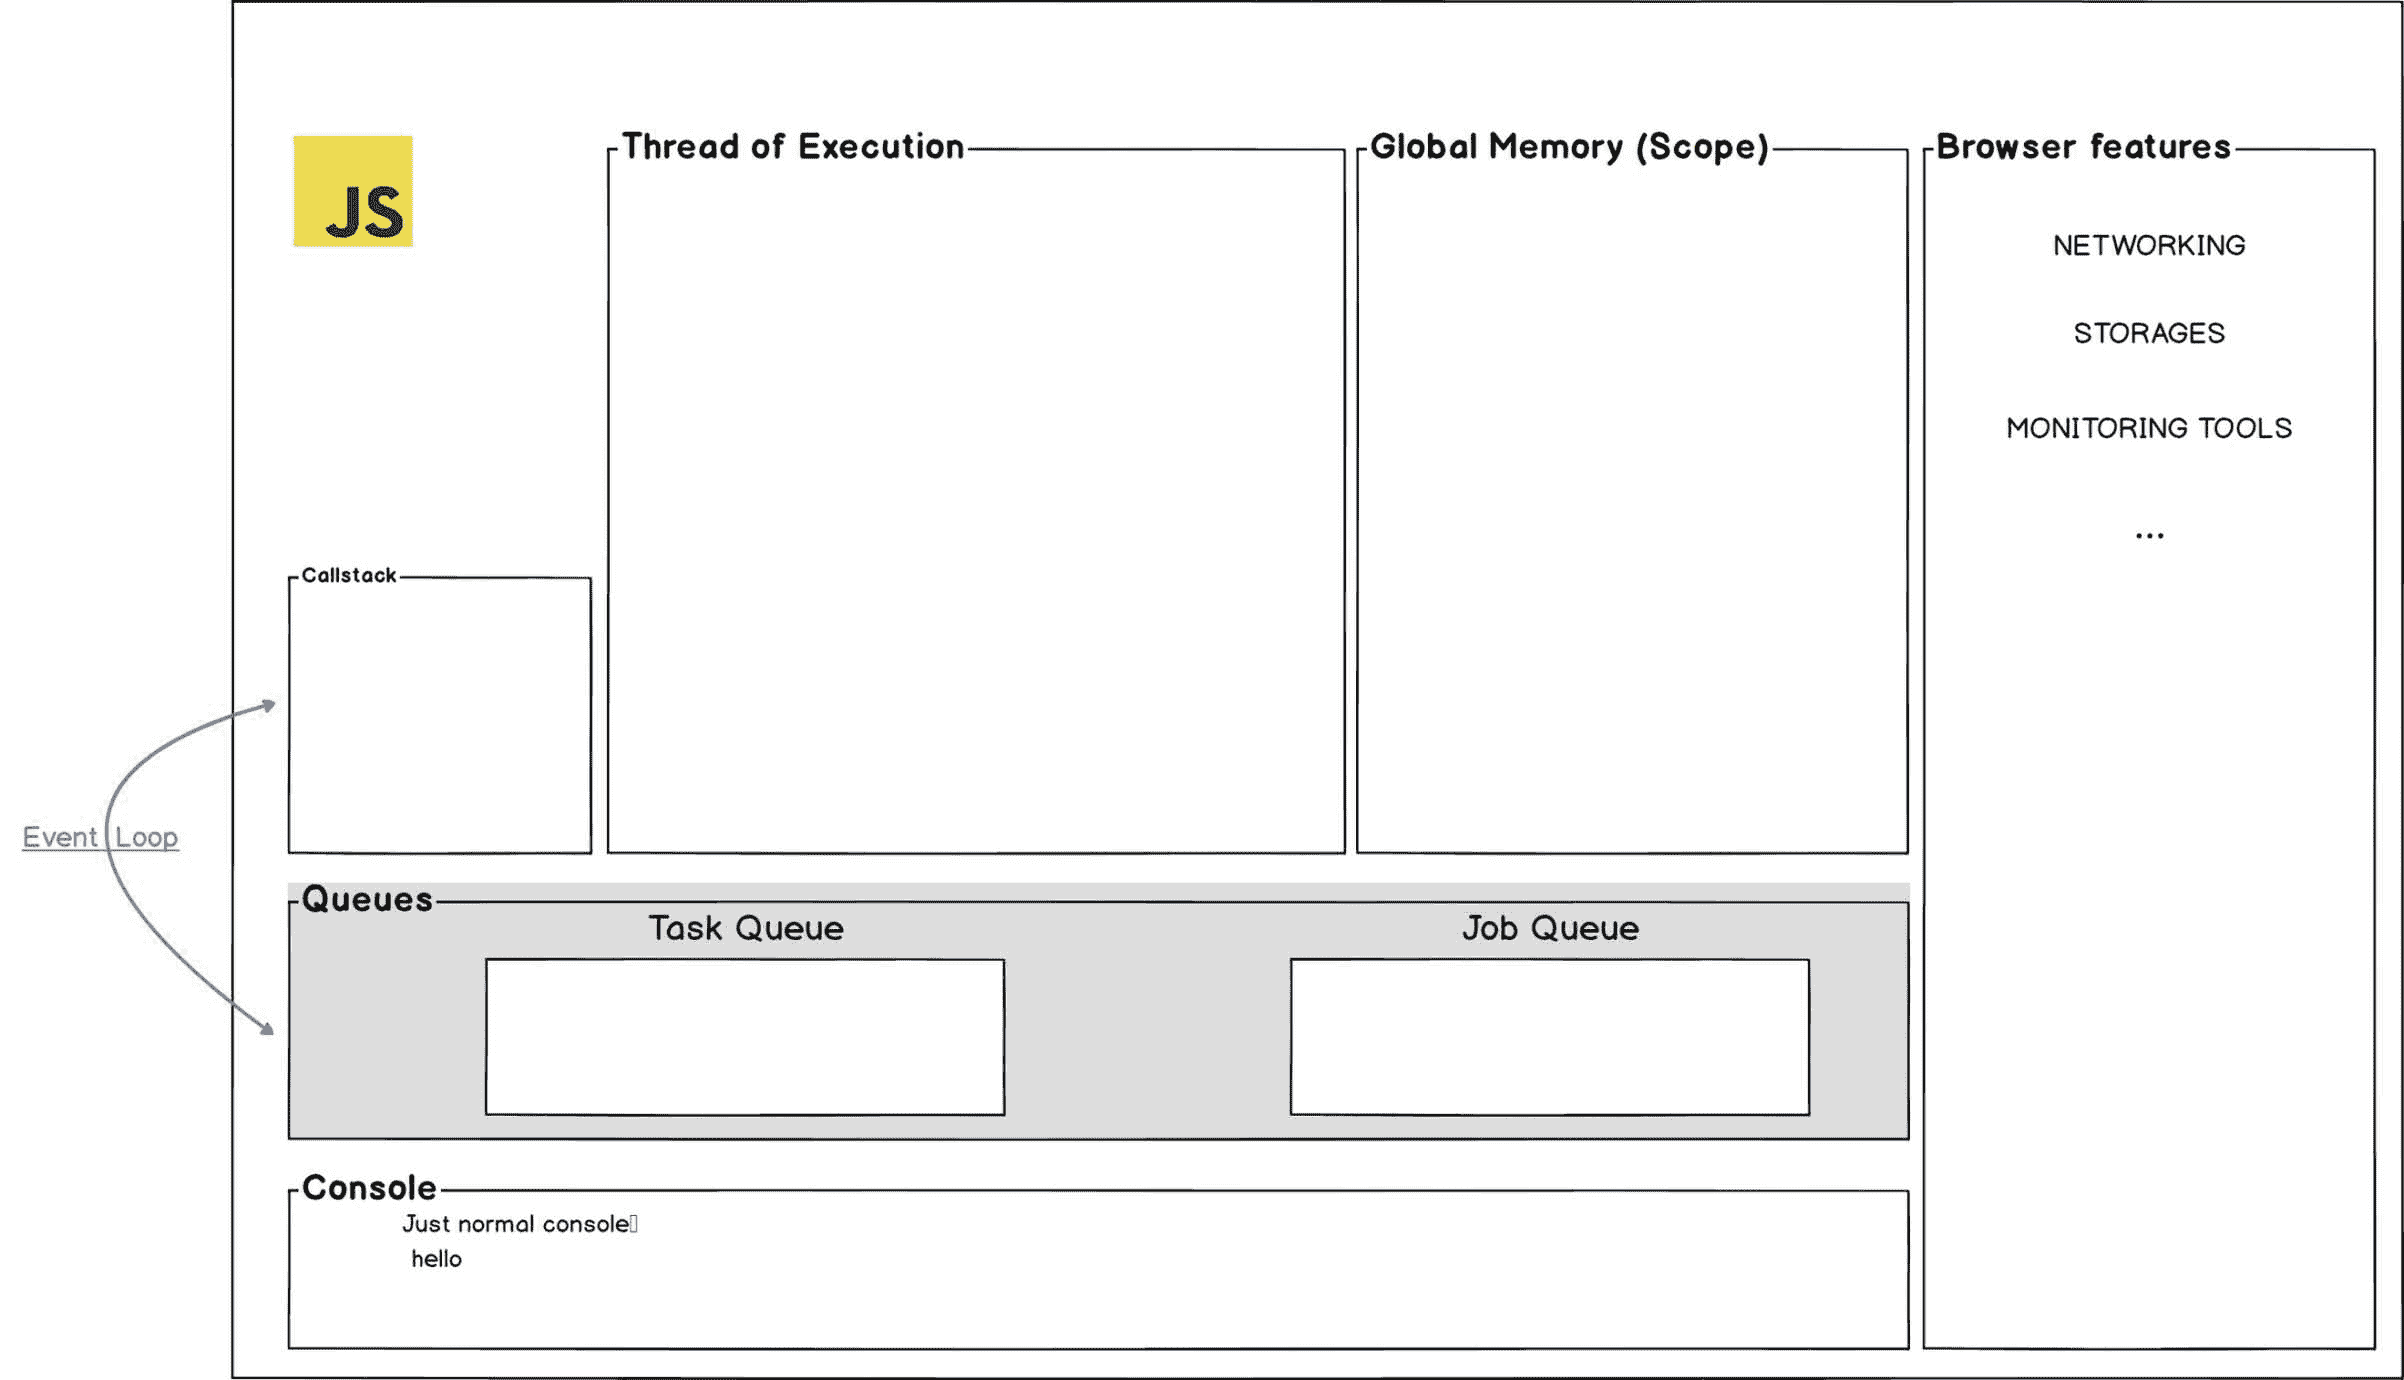 Thread of Execution
Global Memory (Scope)
Browser features
JS
NETWORKING
STORAGES
MONITORING TOOLS
...
Callstack
Event Loop
Queues
Task Queue
Job Queue
Console
Just normal console
hello